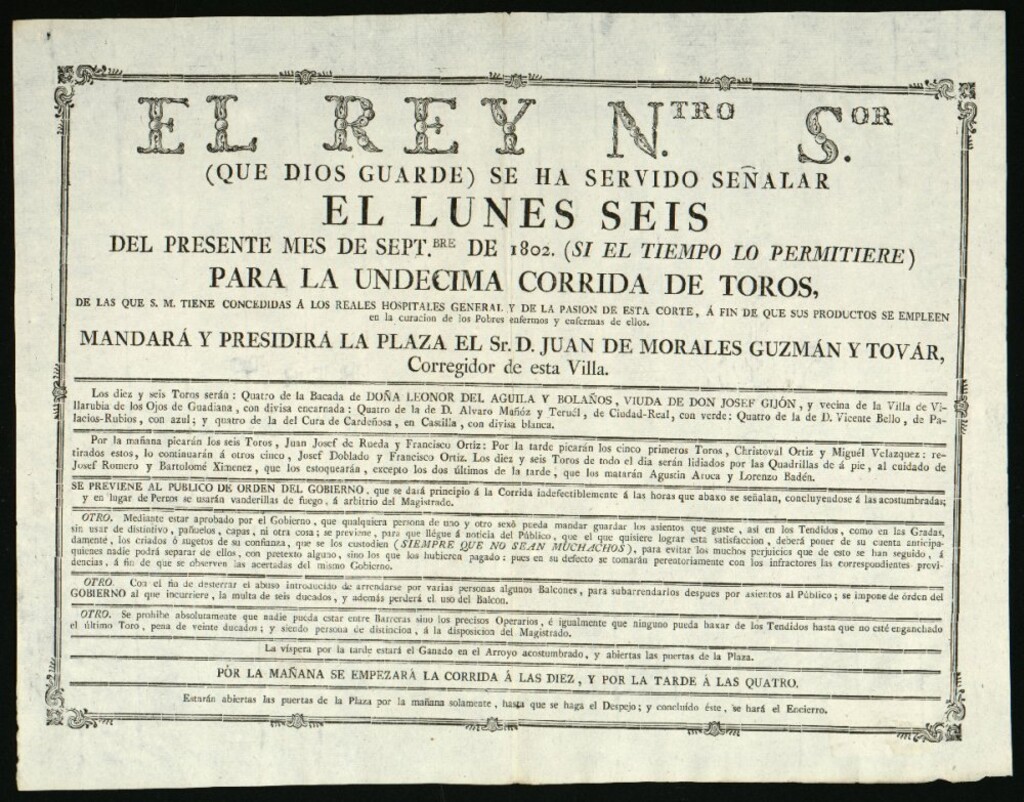 EL REY N.TRO S.OR
(QUE DIOS GUARDE) SE HA SERVIDO SEÑALAR
EL LUNES SEIS
DEL PRESENTE MES DE SEPT.BRE DE 1802. (SI EL TIEMPO LO PERMITIERE)
PARA LA UNDECIMA CORRIDA DE TOROS,
DE LAS QUE S. M. TIENE CONCEDIDAS Á LOS REALES HOSPITALES GENERAL Y DE LA PASION DE ESTA CORTE, Á FIN DE QUE SUS PRODUCTOS SE EMPLEEN
en la curacion de los Pobres enfermos y enfermas de ellos.
MANDARÁ Y PRESIDIRÁ LA PLAZA EL Sr. D. JUAN DE MORALES GUZMÁN Y TOVÁR,
Corregidor de esta Villa.
Los diez y seis Toros serán: Quatro de la Bacada de DOÑA LEONOR DEL AGUILA Y BOLAÑOS, VIUDA DE DON JOSEF GIJÓN, y vecina de la Villa de Vi-
llarubia de los Ojos de Guadiana, con divisa encarnada: Quatro de la de D. Alvaro Mañóz y Teruél, de Ciudad-Real, con verde: Quatro de la de D. Vicente Bello, de Pa-
lacios-Rubios, con azul; y quatro de la del Cura de Cardeñosa, en Castilla, con divisa blanca.
Por la mañana picarán los seis Toros, Juan Josef de Rueda y Francisco Ortiz: Por la tarde picarán los cinco primeros Toros, Christoval Ortiz y Miguél Velazquez: re-
tirados estos, lo continuarán á otros cinco, Josef Doblado y Francisco Ortiz. Los diez y seis Toros de todo el dia serán lidiados por las Quadrillas de á pie, al cuidado de
Josef Romero y Bartolomé Ximenez, que los estoquearán, excepto los dos últimos de la tarde, que los matarán Agustin Aroca y Lorenzo Badén.
SE PREVIENE AL PUBLICO DE ORDEN DEL GOBIERNO, que se dará principio á la Corrida indefectiblemente á las horas que abaxo se señalan, concluyendose á las acostumbradas;
y en lugar de Perros se usarán vanderillas de fuego, á arbitrio del Magistrado.
OTRO. Mediante estar aprobado por el Gobierno, que qualquiera persona de uno y otro sexô pueda mandar guardar los asientos que guste, asi en los Tendidos, como en las Gradas,
sin usar de distintivo, pañuelos, capas, ni otra cosa; se previene, para que llégue á noticia del Público, que el que quisiere lograr esta satisfaccion, deberá poner de su cuenta anticipa-
damente, los criados ó sugetos de su confianza, que se los custodien (SIEMPRE QUE NO SEAN MUCHACHOS), para evitar los muchos perjuicios que de esto se han seguido, á
quienes nadie podrá separar de ellos, con pretexto alguno, sino los que los hubieren pagado: pues en su defecto se tomarán perentoriamente con los infractores las correspondientes provi-
dencias, á fin de que se observen las acertadas del mismo Gobierno.
OTRO. Con el fin de desterrar el abuso introducido de arrendarse por varias personas algunos Balcones, para subarrendarlos despues por asientos al Público; se impone de órden del
GOBIERNO al que incurriere, la multa de seis ducados, y además perderá el uso del Balcon.
OTRO. Se prohibe absolutamente que nadie pueda estar entre Barreras sino los precisos Operarios, é igualmente que ninguno pueda baxar de los Tendidos hasta que no esté enganchado
el último Toro, pena de veinte ducados; y siendo persona de distincion, á la disposicion del Magistrado.
La víspera por la tarde estará el Ganado en el Arroyo acostumbrado, y abiertas las puertas de la Plaza.
POR LA MAÑANA SE EMPEZARÁ LA CORRIDA Á LAS DIEZ, Y POR LA TARDE Á LAS QUATRO.
Estarán abiertas las puertas de la Plaza por la mañana solamente, hasta que se haga el Despejo; y concluído éste, se hará el Encierro.